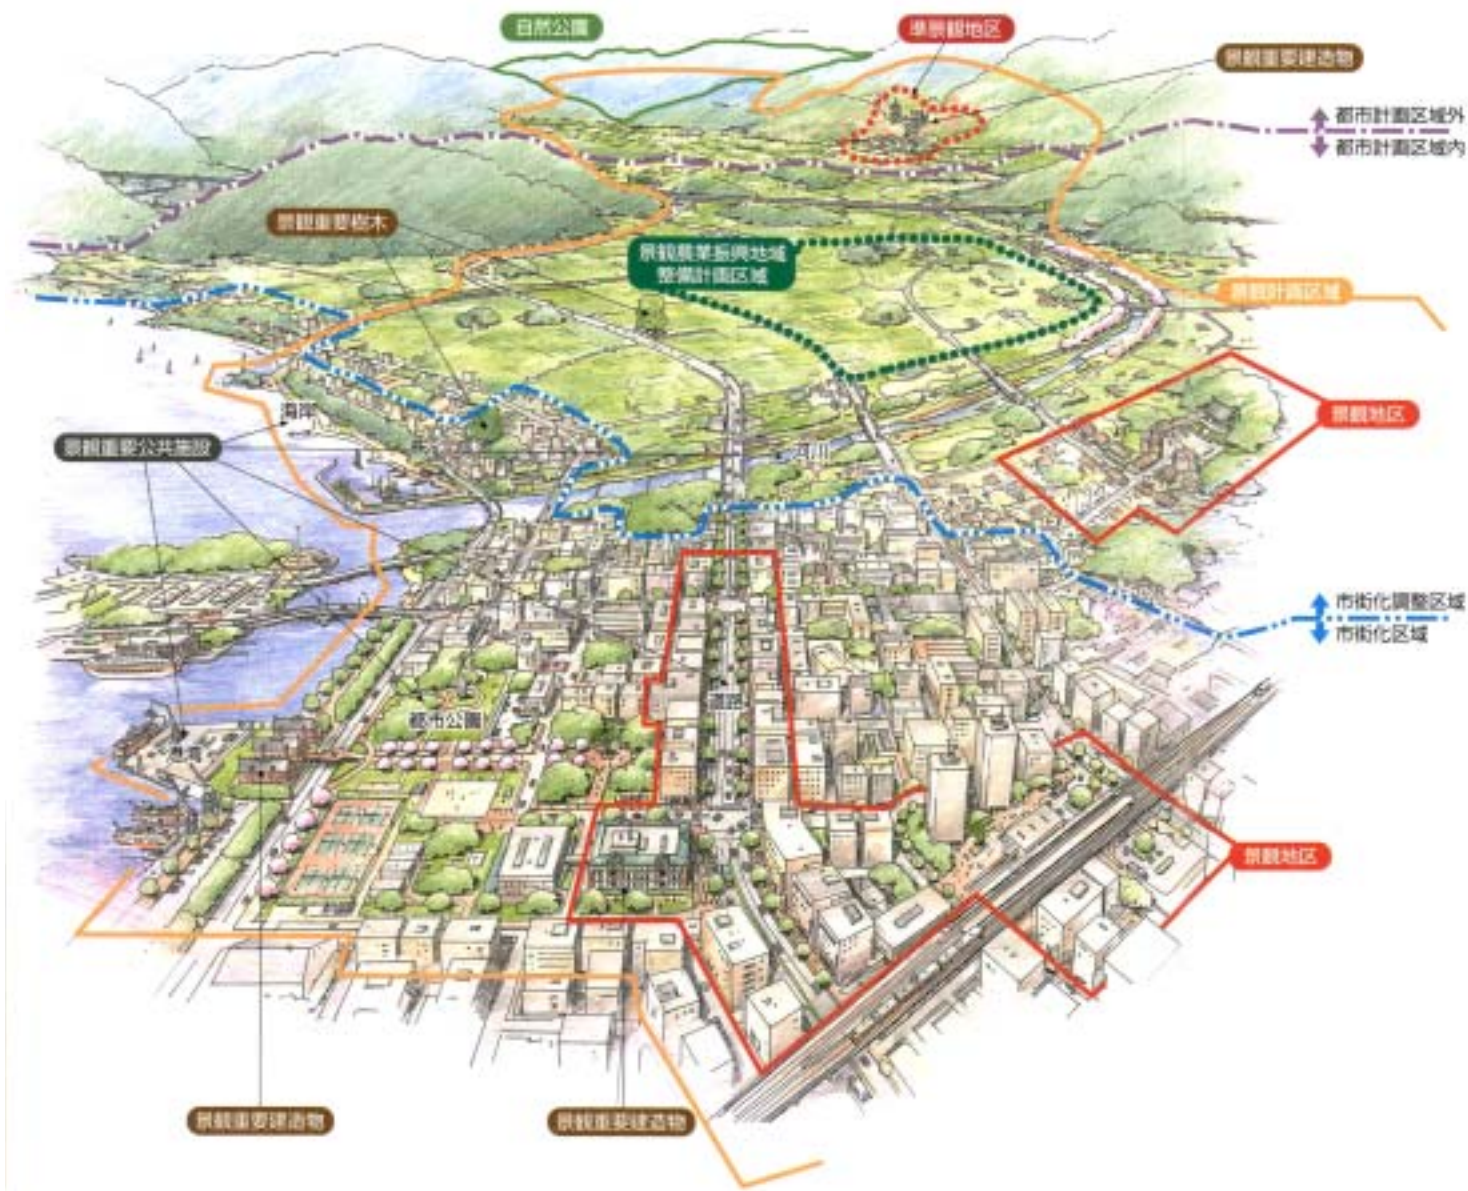 自然公園
準景観地区
景観重要建造物
都市計画区域外
都市計画区域内
景観重要樹木
景観農業振興地域
整備計画区域
景観計画区域
景観地区
海岸
景観重要公共施設
河川
市街化調整区域
市街化区域
道路
都市公園
景観地区
景観重要建造物
景観重要建造物